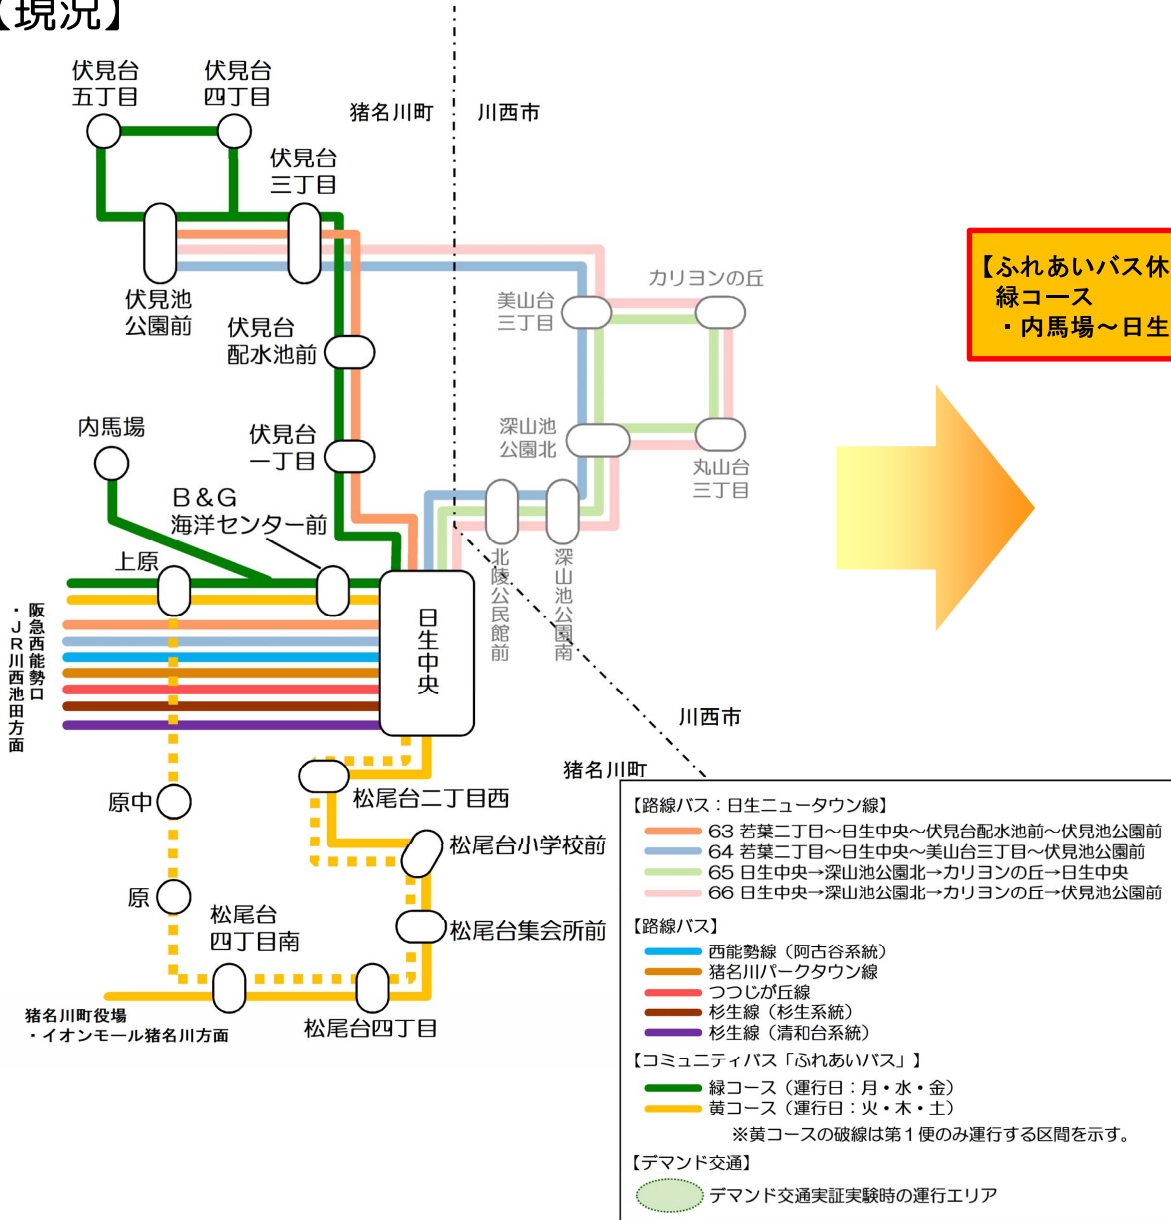 【現況】
伏見台
五丁目
伏見台
四丁目
猪名川町
川西市
伏見台
三丁目
【ふれあいバス休
緑コース
・内馬場～日生
カリヨンの丘
美山台
三丁目
伏見池
公園前
伏見台
配水池前
内馬場
伏見台
一丁目
深山池
公園北
丸山台
三丁目
B＆G
海洋センター前
上原
北陵公民館前
深山池公園南
阪急西能勢口
・JR川西池田方面
日生中央
川西市
猪名川町
松尾台二丁目西
原中
松尾台小学校前
原
松尾台
四丁目南
松尾台集会所前
猪名川町役場
・イオンモール猪名川方面
松尾台四丁目
【路線バス：日生ニュータウン線】
63 若葉二丁目～日生中央～伏見台配水池前～伏見池公園前
64 若葉二丁目～日生中央～美山台三丁目～伏見池公園前
65 日生中央→深山池公園北→カリヨンの丘→日生中央
66 日生中央→深山池公園北→カリヨンの丘→伏見池公園前
【路線バス】
西能勢線（阿古谷系統）
猪名川パークタウン線
つつじが丘線
杉生線（杉生系統）
杉生線（清和台系統）
【コミュニティバス「ふれあいバス」】
緑コース（運行日：月・水・金）
黄コース（運行日：火・木・土）
※黄コースの破線は第１便のみ運行する区間を示す。
【デマンド交通】
デマンド交通実証実験時の運行エリア